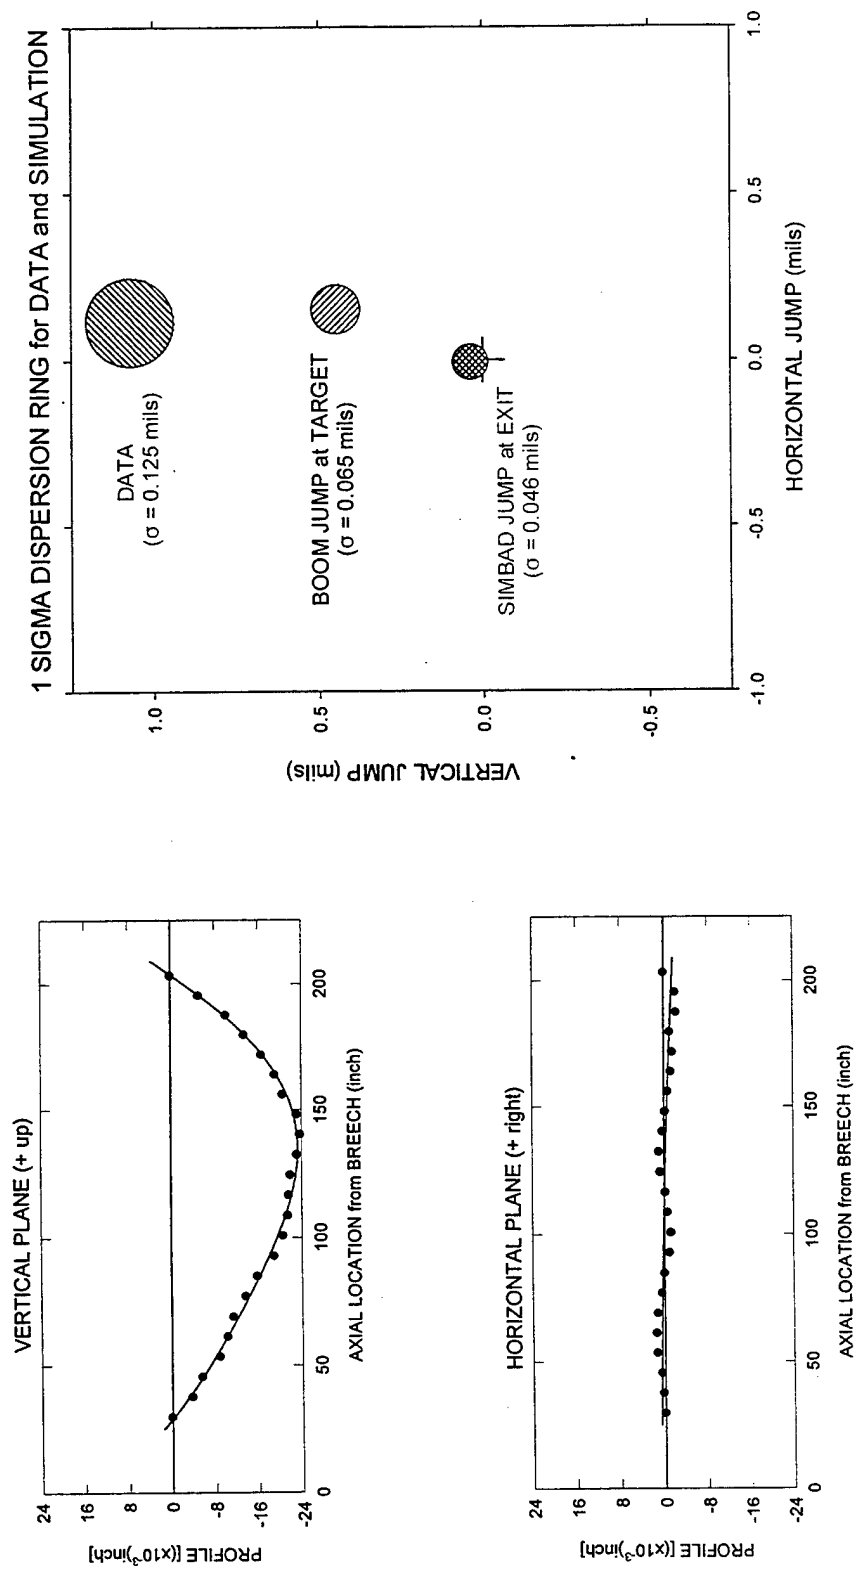 VERTICAL PLANE (+ up)
PROFILE [(x10⁻³)inch]
24
16
8
0
-8
-16
-24
0
50
100
150
200
AXIAL LOCATION from BREECH (inch)
HORIZONTAL PLANE (+ right)
PROFILE [(x10⁻³)inch]
24
16
8
0
-8
-16
-24
0
50
100
150
200
AXIAL LOCATION from BREECH (inch)
1 SIGMA DISPERSION RING for DATA and SIMULATION
VERTICAL JUMP (mils)
1.0
0.5
0.0
-0.5
DATA
(σ = 0.125 mils)
BOOM JUMP at TARGET
(σ = 0.065 mils)
SIMBAD JUMP at EXIT
(σ = 0.046 mils)
-1.0
-0.5
0.0
0.5
1.0
HORIZONTAL JUMP (mils)